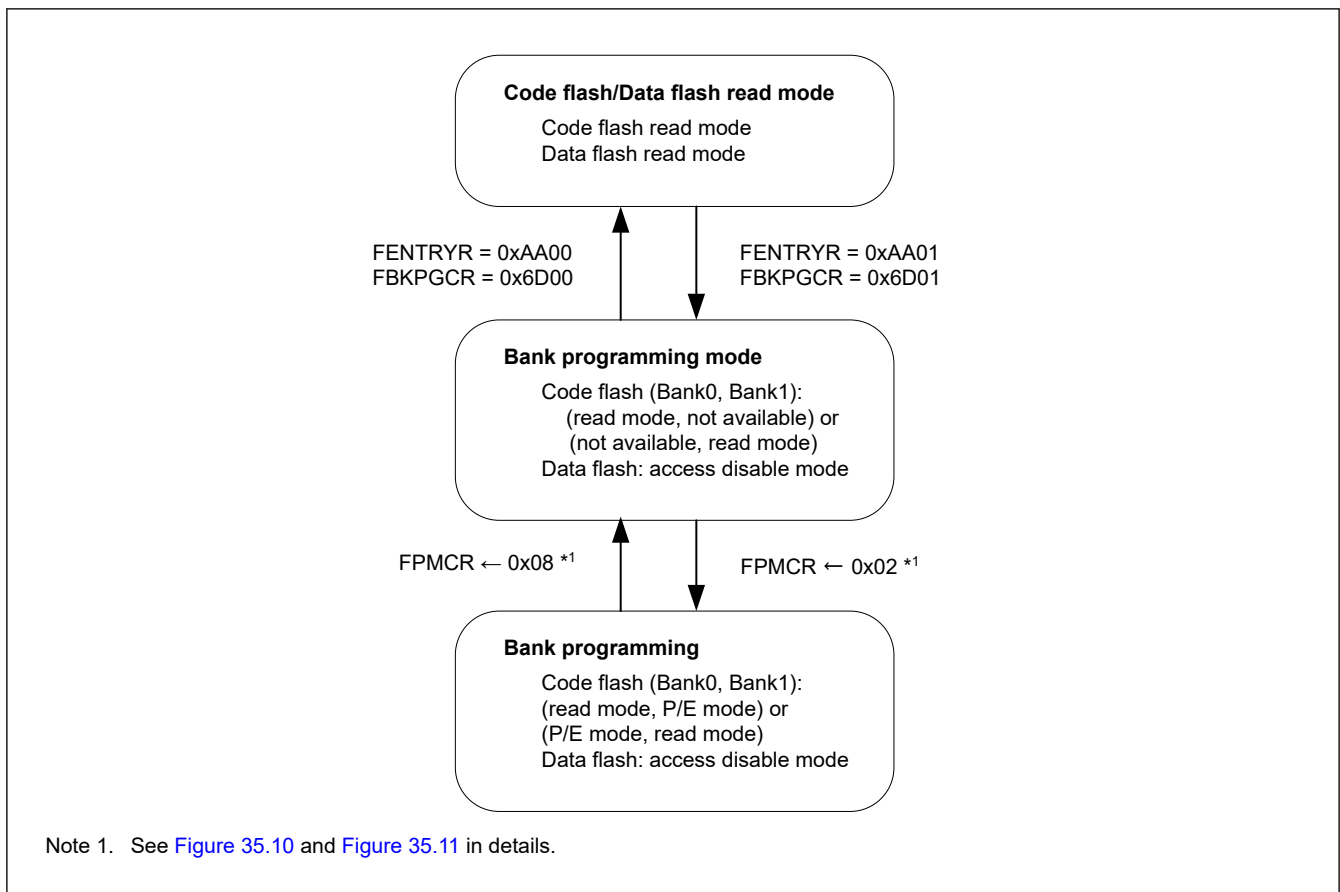 Code flash/Data flash read mode
Code flash read mode
Data flash read mode
FENTRYR = 0xAA00
FBKPGCR = 0x6D00
FENTRYR = 0xAA01
FBKPGCR = 0x6D01
Bank programming mode
Code flash (Bank0, Bank1):
(read mode, not available) or
(not available, read mode)
Data flash: access disable mode
FPMCR ← 0x08 *1
FPMCR ← 0x02 *1
Bank programming
Code flash (Bank0, Bank1):
(read mode, P/E mode) or
(P/E mode, read mode)
Data flash: access disable mode
Note 1. See Figure 35.10 and Figure 35.11 in details.